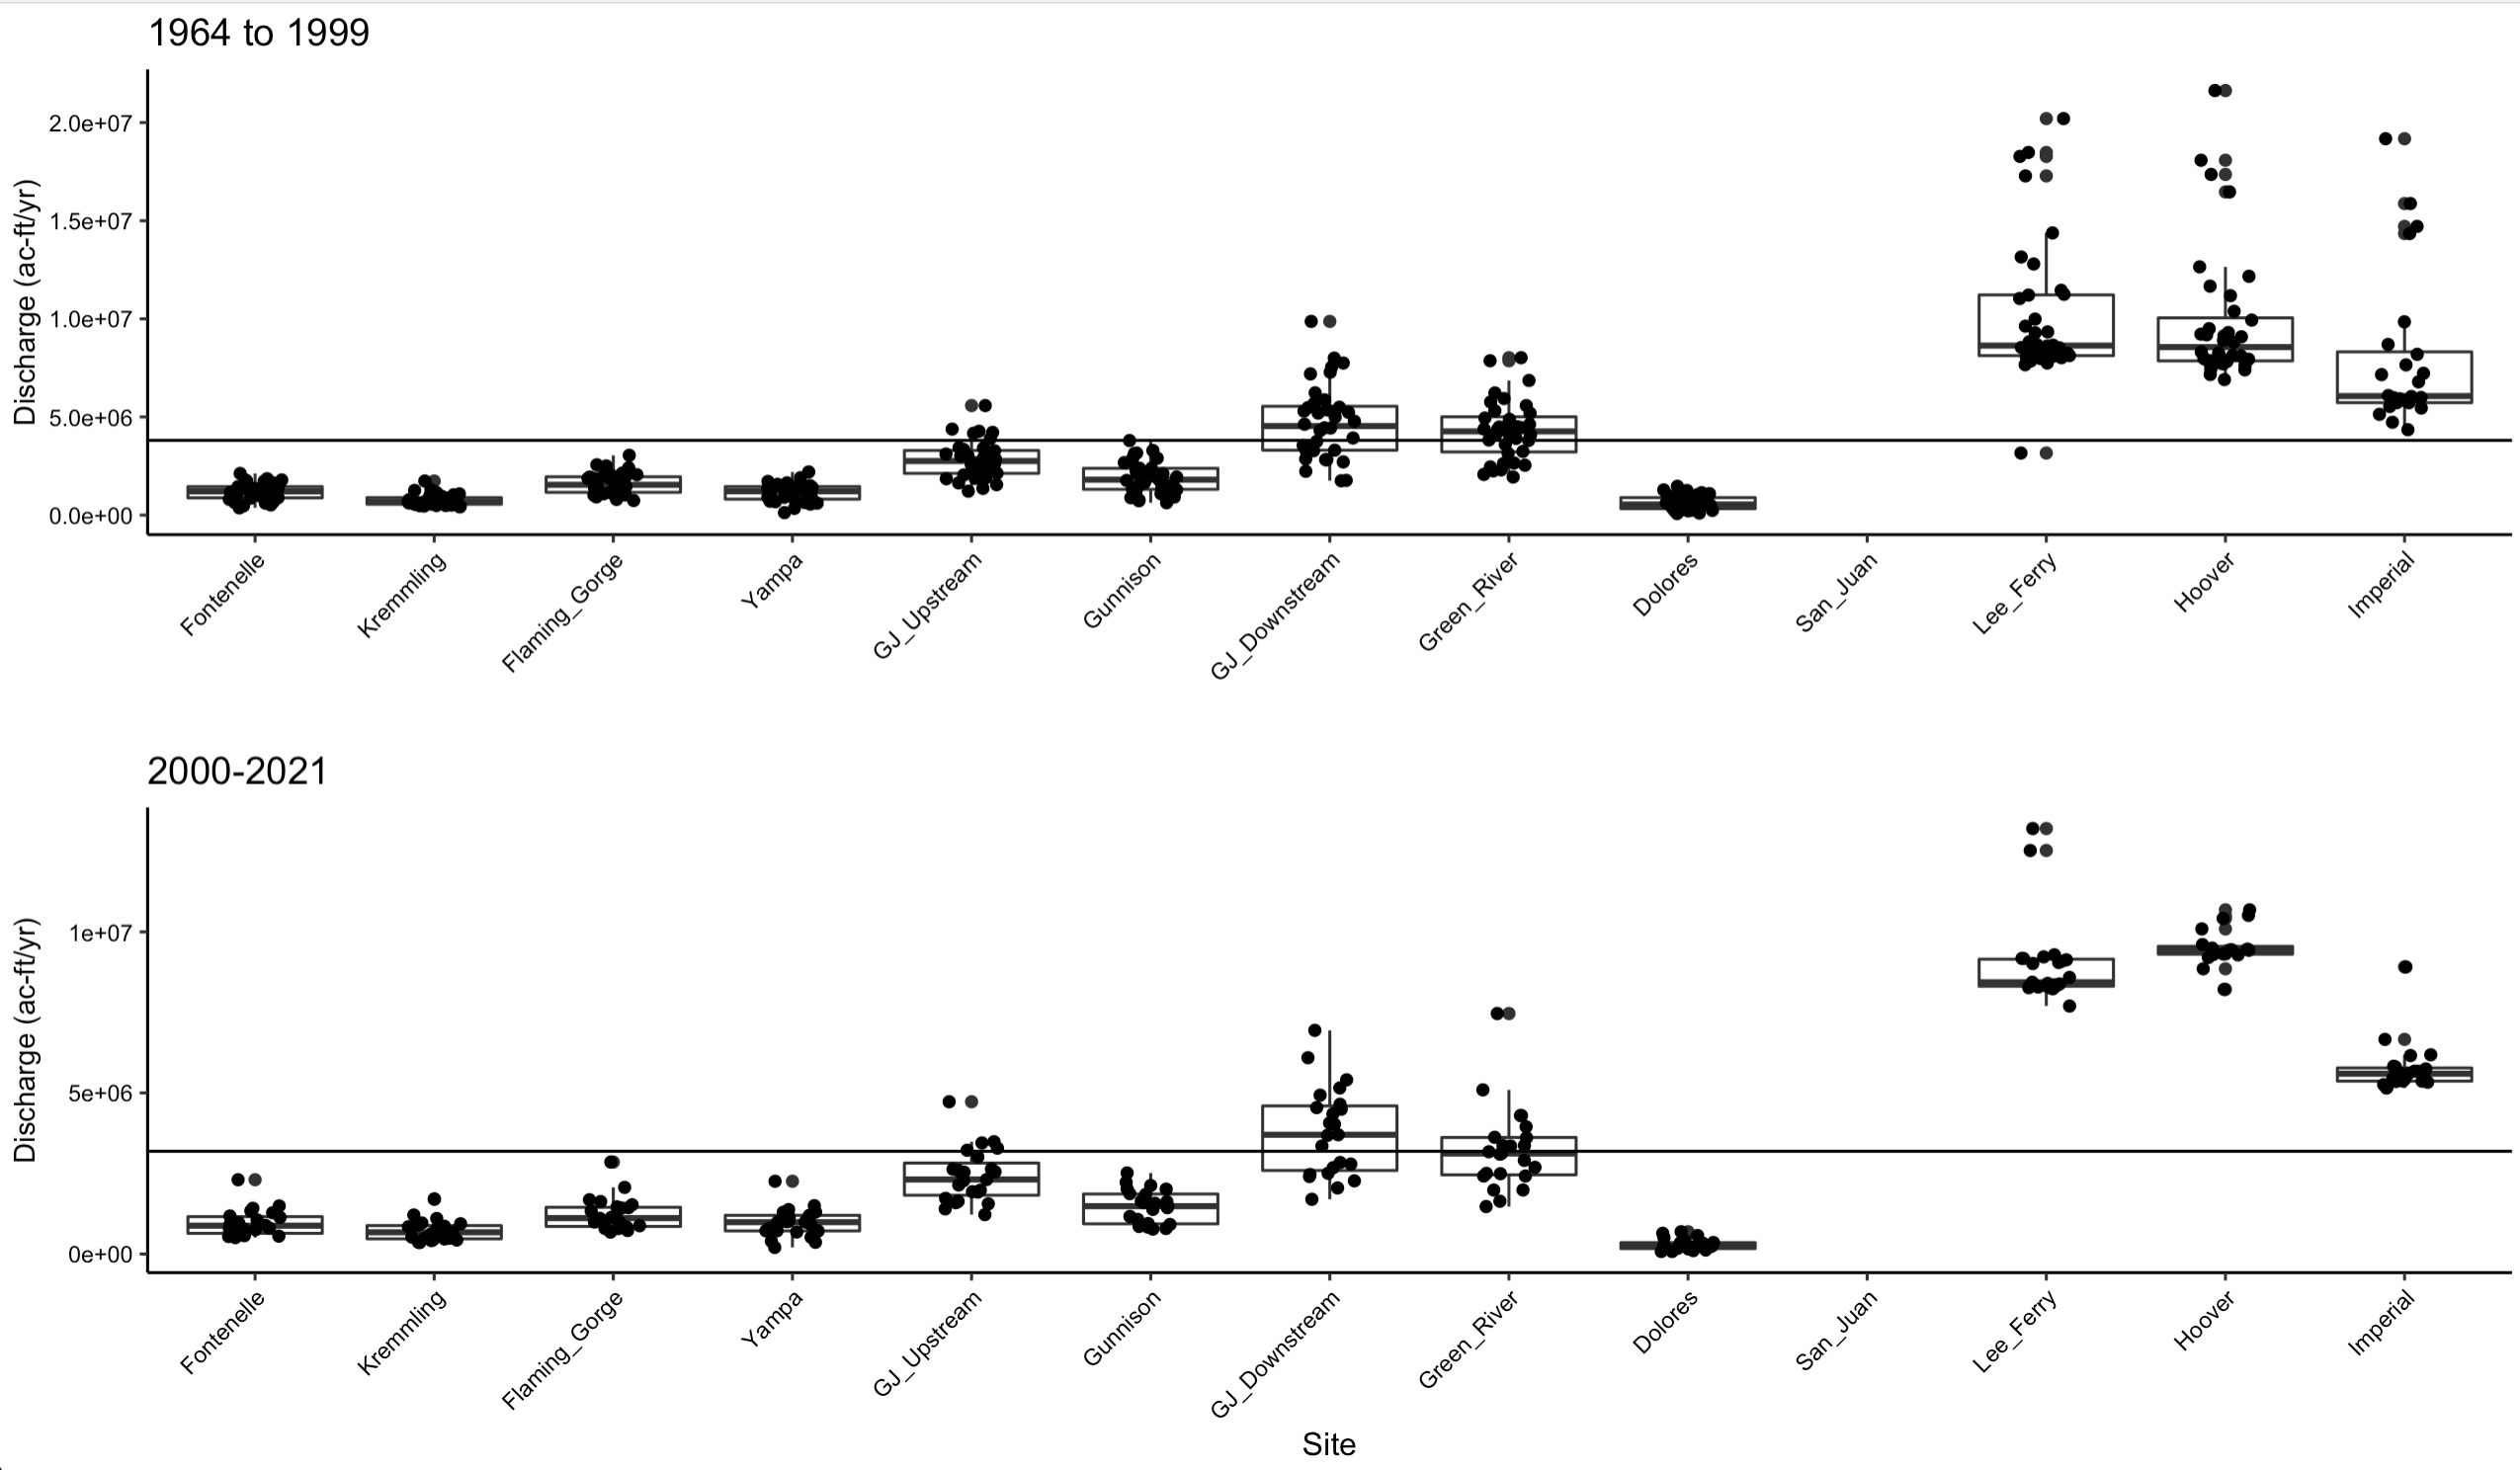 1964 to 1999
Discharge (ac-ft/yr)
2.0e+07
1.5e+07
1.0e+07
5.0e+06
0.0e+00
Fontenelle
Kremmling
Flaming_Gorge
Yampa
GJ_Upstream
Gunnison
GJ_Downstream
Green_River
Dolores
San_Juan
Lee_Ferry
Hoover
Imperial
2000-2021
Discharge (ac-ft/yr)
1e+07
5e+06
0e+00
Fontenelle
Kremmling
Flaming_Gorge
Yampa
GJ_Upstream
Gunnison
GJ_Downstream
Green_River
Dolores
San_Juan
Lee_Ferry
Hoover
Imperial
Site